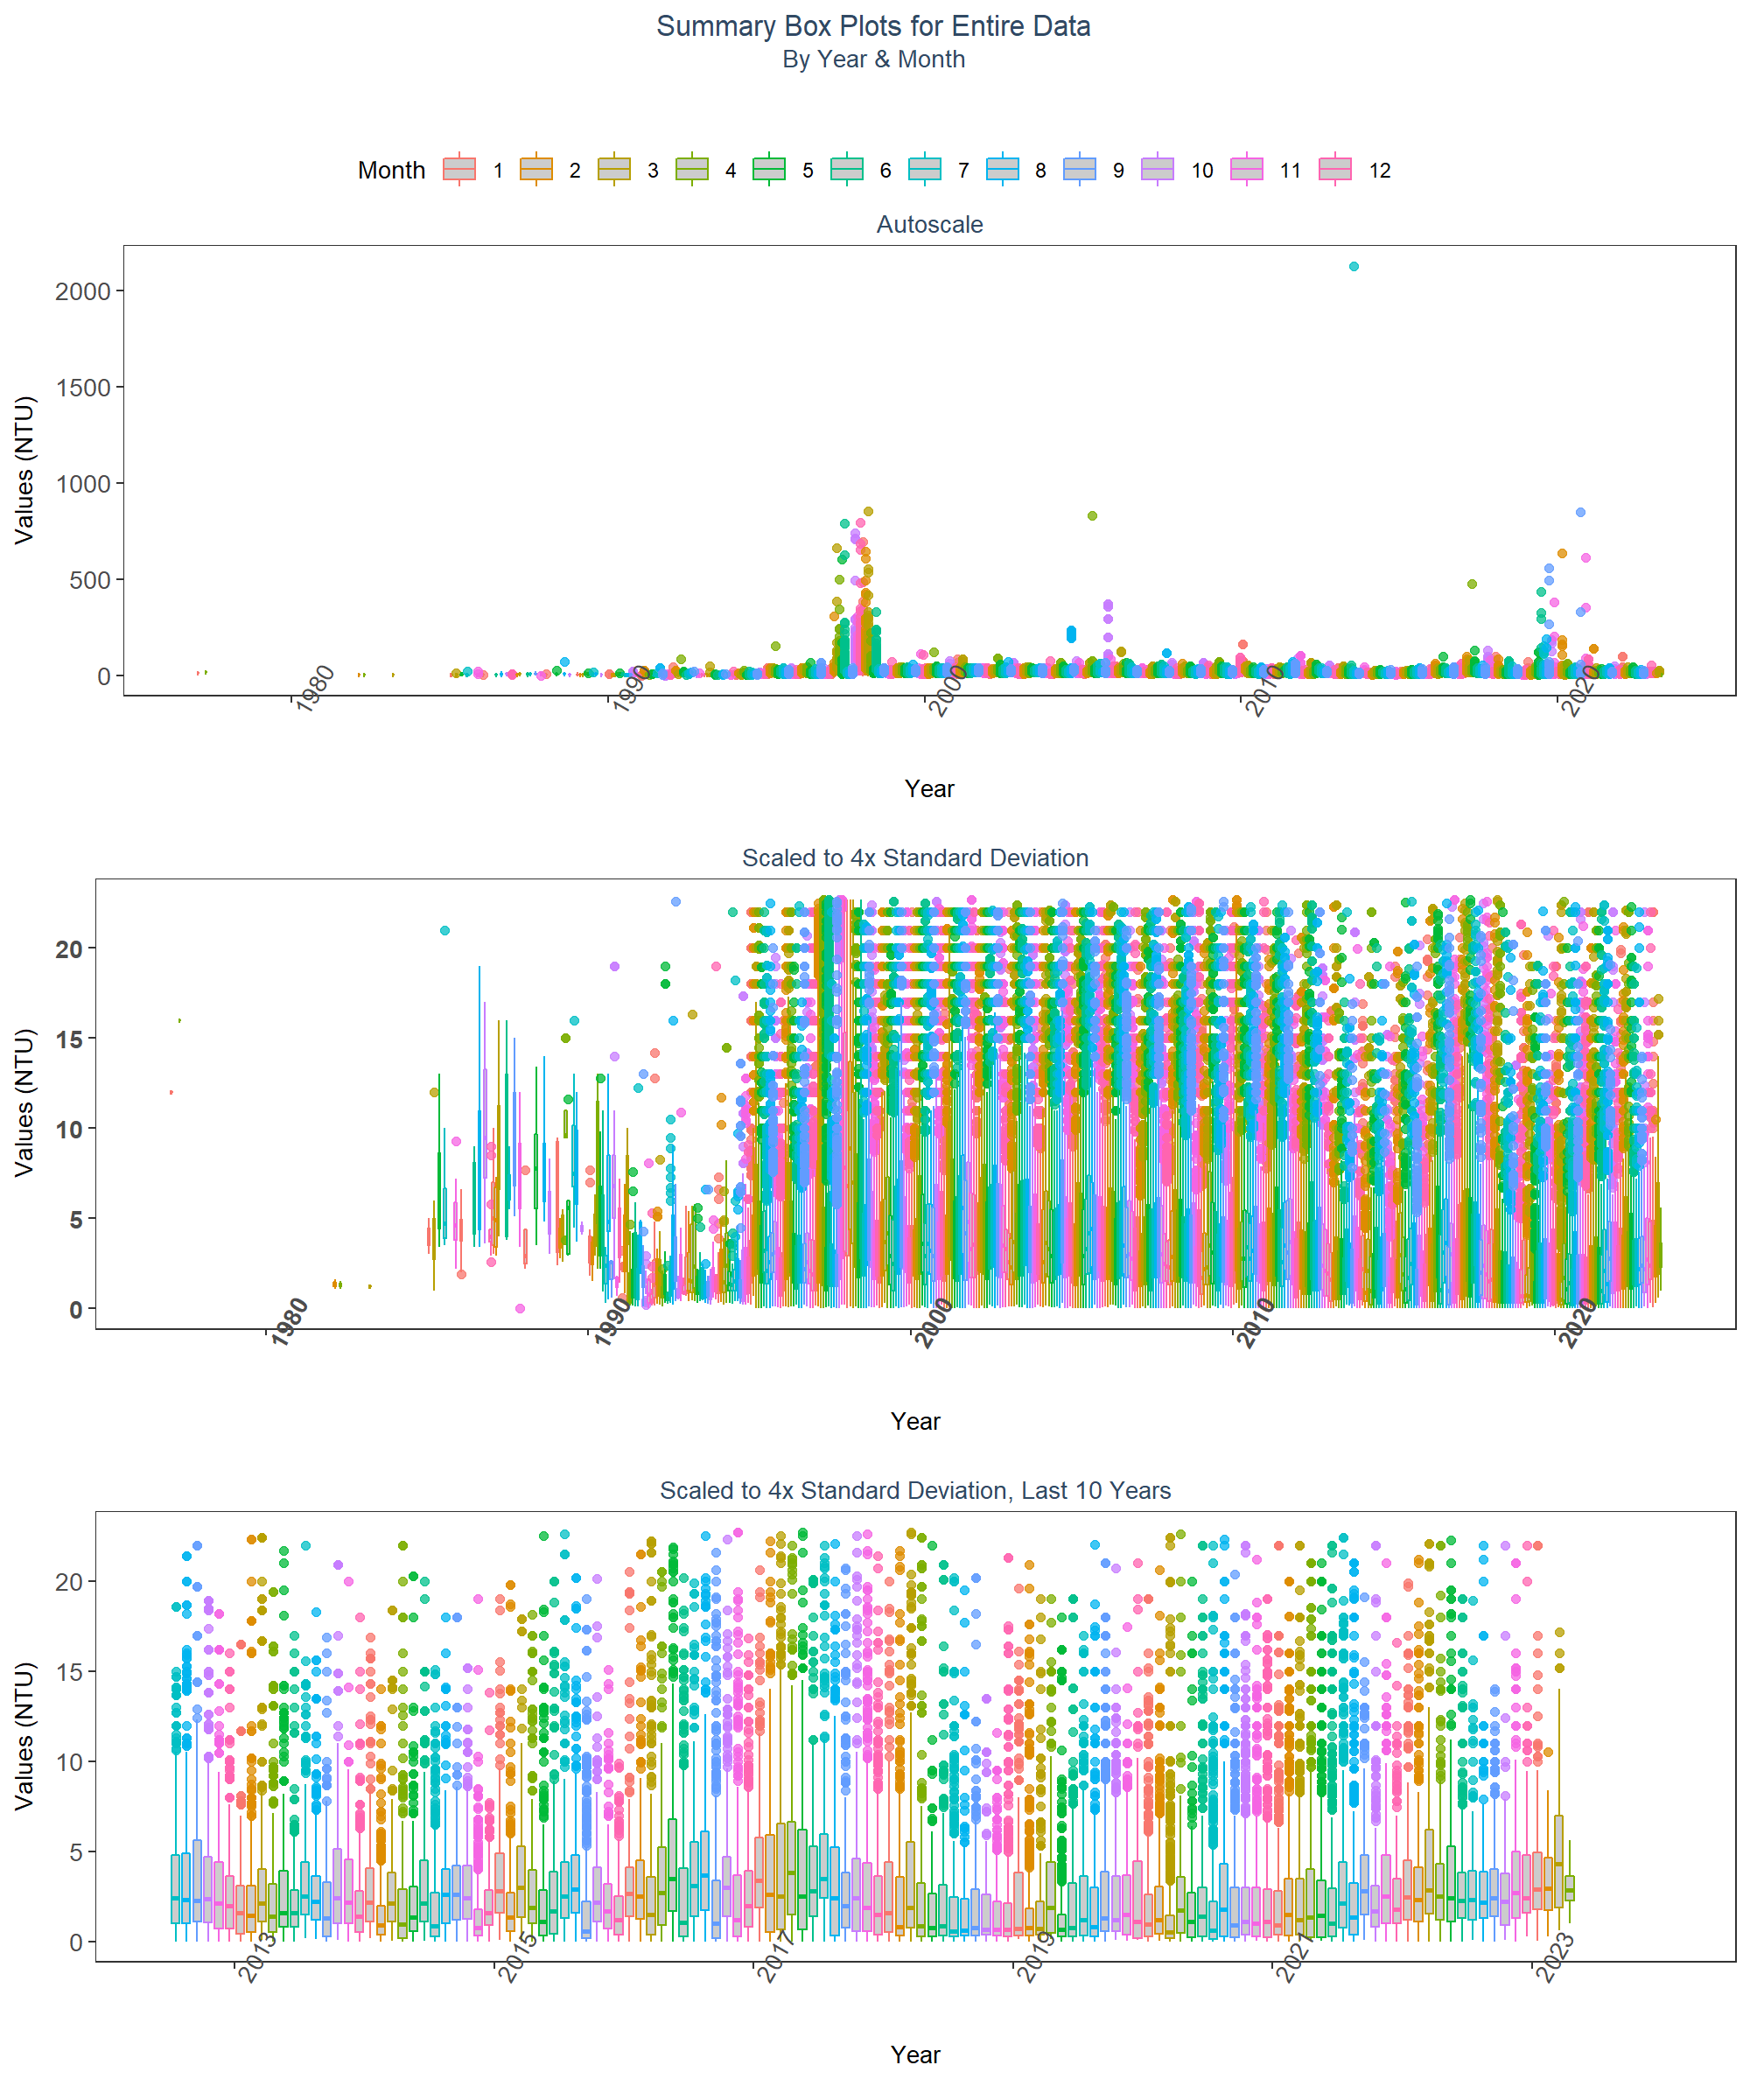 Summary Box Plots for Entire Data
By Year & Month
Month 1 2 3 4 5 6 7 8 9 10 11 12
Autoscale
Values (NTU)
2000
1500
1000
500
0
1980 1990 2000 2010 2020
Year
Scaled to 4x Standard Deviation
Values (NTU)
20
15
10
5
0
1980 1990 2000 2010 2020
Year
Scaled to 4x Standard Deviation, Last 10 Years
Values (NTU)
20
15
10
5
0
2013 2015 2017 2019 2021 2023
Year